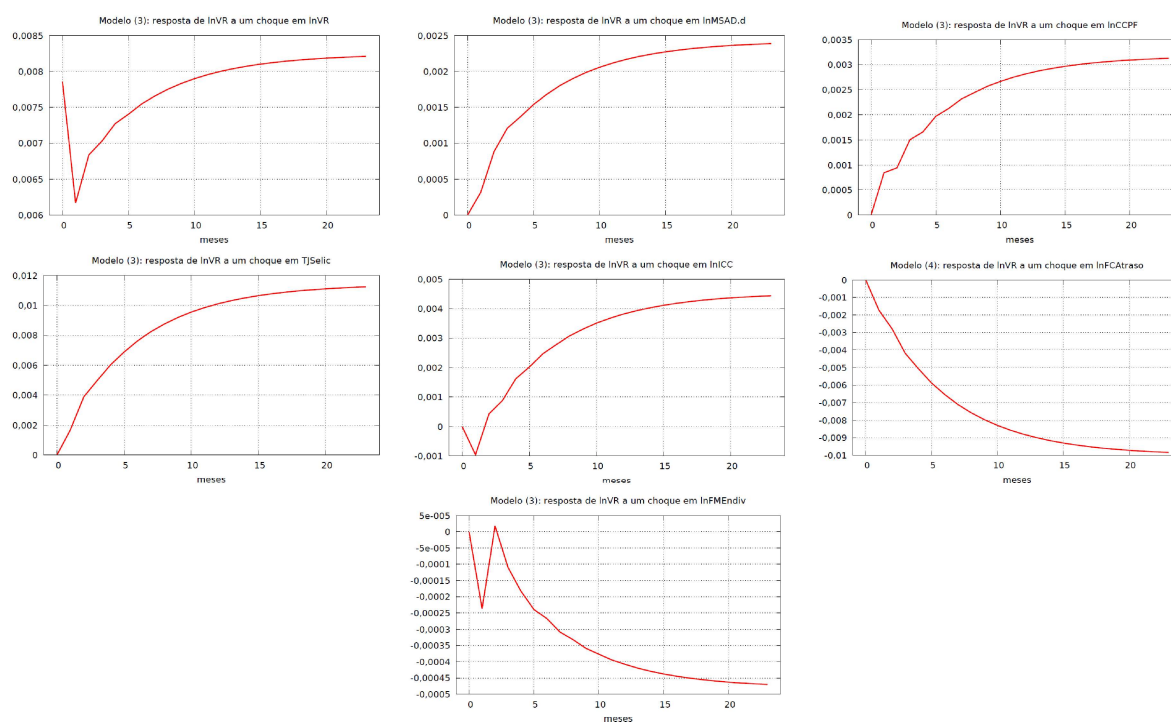 Modelo (3): resposta de lnVR a um choque em lnVR
0,0085
0,008
0,0075
0,007
0,0065
0,006
0 5 10 15 20
meses
Modelo (3): resposta de lnVR a um choque em lnMSAD.d
0,0025
0,002
0,0015
0,001
0,0005
0
0 5 10 15 20
meses
Modelo (3): resposta de lnVR a um choque em lnCCPF
0,0035
0,003
0,0025
0,002
0,0015
0,001
0,0005
0
0 5 10 15 20
meses
Modelo (3): resposta de lnVR a um choque em TJSelic
0,012
0,01
0,008
0,006
0,004
0,002
0
0 5 10 15 20
meses
Modelo (3): resposta de lnVR a um choque em lnICC
0,005
0,004
0,003
0,002
0,001
0
-0,001
0 5 10 15 20
meses
Modelo (4): resposta de lnVR a um choque em lnFCAtraso
0
-0,001
-0,002
-0,003
-0,004
-0,005
-0,006
-0,007
-0,008
-0,009
-0,01
0 5 10 15 20
meses
Modelo (3): resposta de lnVR a um choque em lnFMEndiv
5e-005
0
-5e-005
-0,0001
-0,00015
-0,0002
-0,00025
-0,0003
-0,00035
-0,0004
-0,00045
-0,0005
0 5 10 15 20
meses